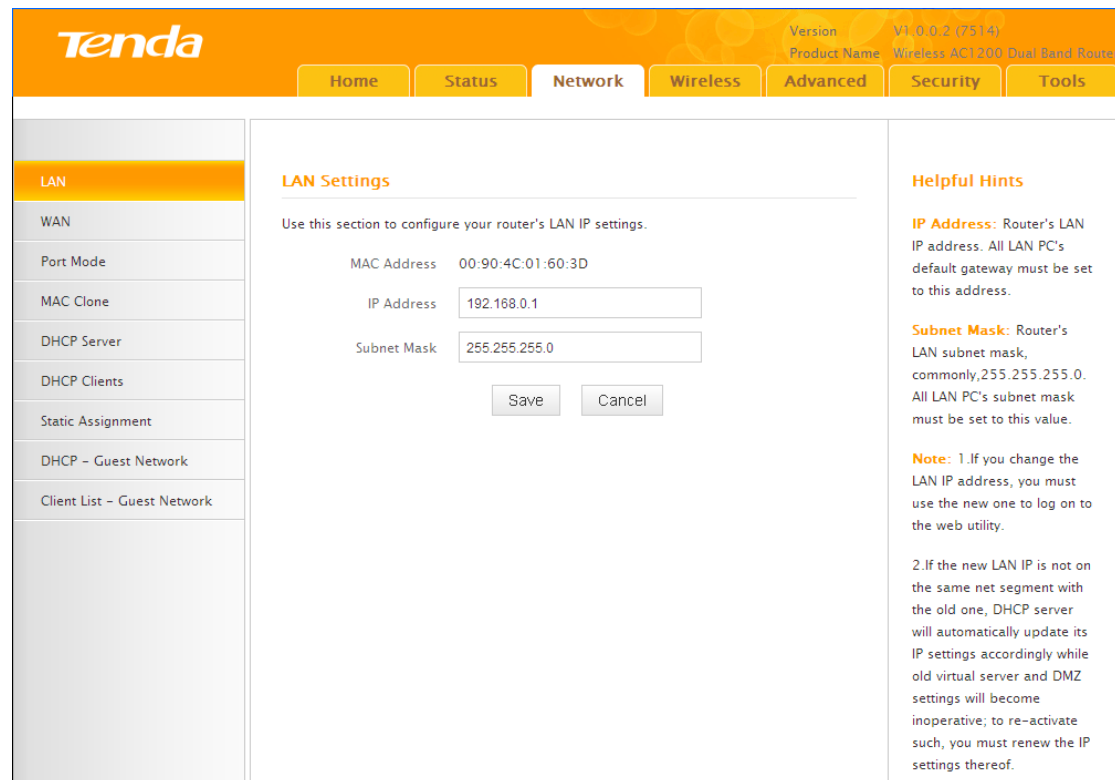 Tenda
Version V1.0.0.2 (7514)
Product Name Wireless AC1200 Dual Band Route
Home Status Network Wireless Advanced Security Tools
LAN
WAN
Port Mode
MAC Clone
DHCP Server
DHCP Clients
Static Assignment
DHCP – Guest Network
Client List – Guest Network
LAN Settings
Use this section to configure your router's LAN IP settings.
MAC Address 00:90:4C:01:60:3D
IP Address 192.168.0.1
Subnet Mask 255.255.255.0
Save Cancel
Helpful Hints
IP Address: Router's LAN
IP address. All LAN PC's
default gateway must be set
to this address.
Subnet Mask: Router's
LAN subnet mask,
commonly,255.255.255.0.
All LAN PC's subnet mask
must be set to this value.
Note: 1.If you change the
LAN IP address, you must
use the new one to log on to
the web utility.
2.If the new LAN IP is not on
the same net segment with
the old one, DHCP server
will automatically update its
IP settings accordingly while
old virtual server and DMZ
settings will become
inoperative; to re-activate
such, you must renew the IP
settings thereof.